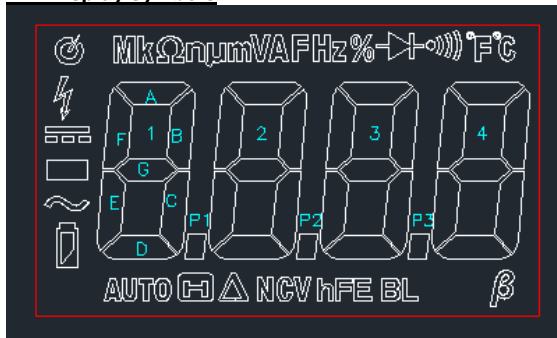 MkΩnμmVAFHz% °F°C
A
F 1 B 2 3 4
G
E C P1 P2 P3
D
AUTO H NCV hFE BL β